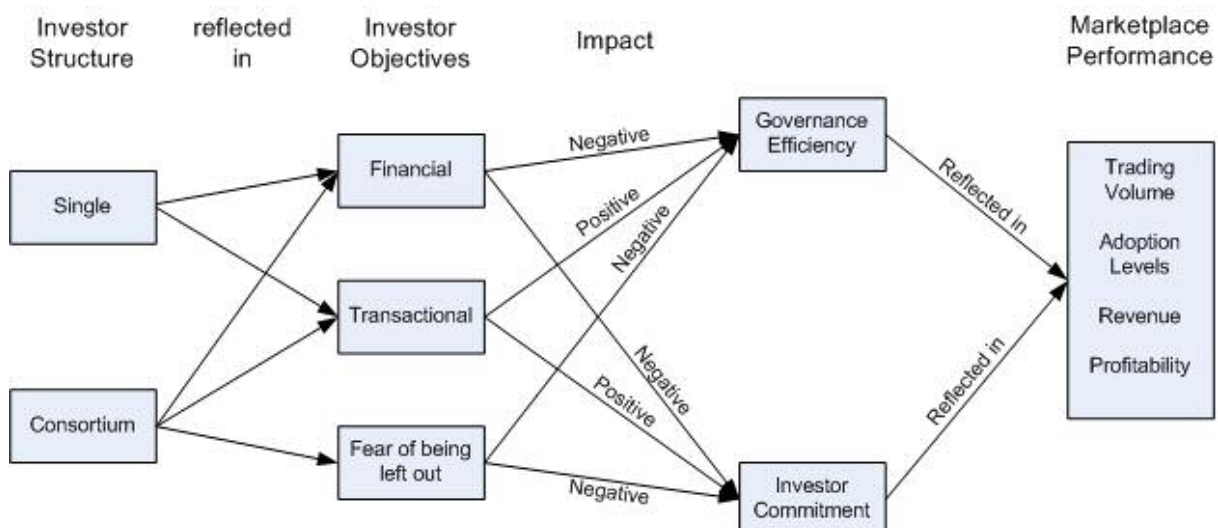 Investor
Structure
reflected
in
Investor
Objectives
Impact
Marketplace
Performance
Single
Consortium
Financial
Transactional
Fear of being
left out
Negative
Positive
Negative
Negative
Positive
Negative
Governance
Efficiency
Investor
Commitment
Reflected in
Reflected in
Trading
Volume
Adoption
Levels
Revenue
Profitability